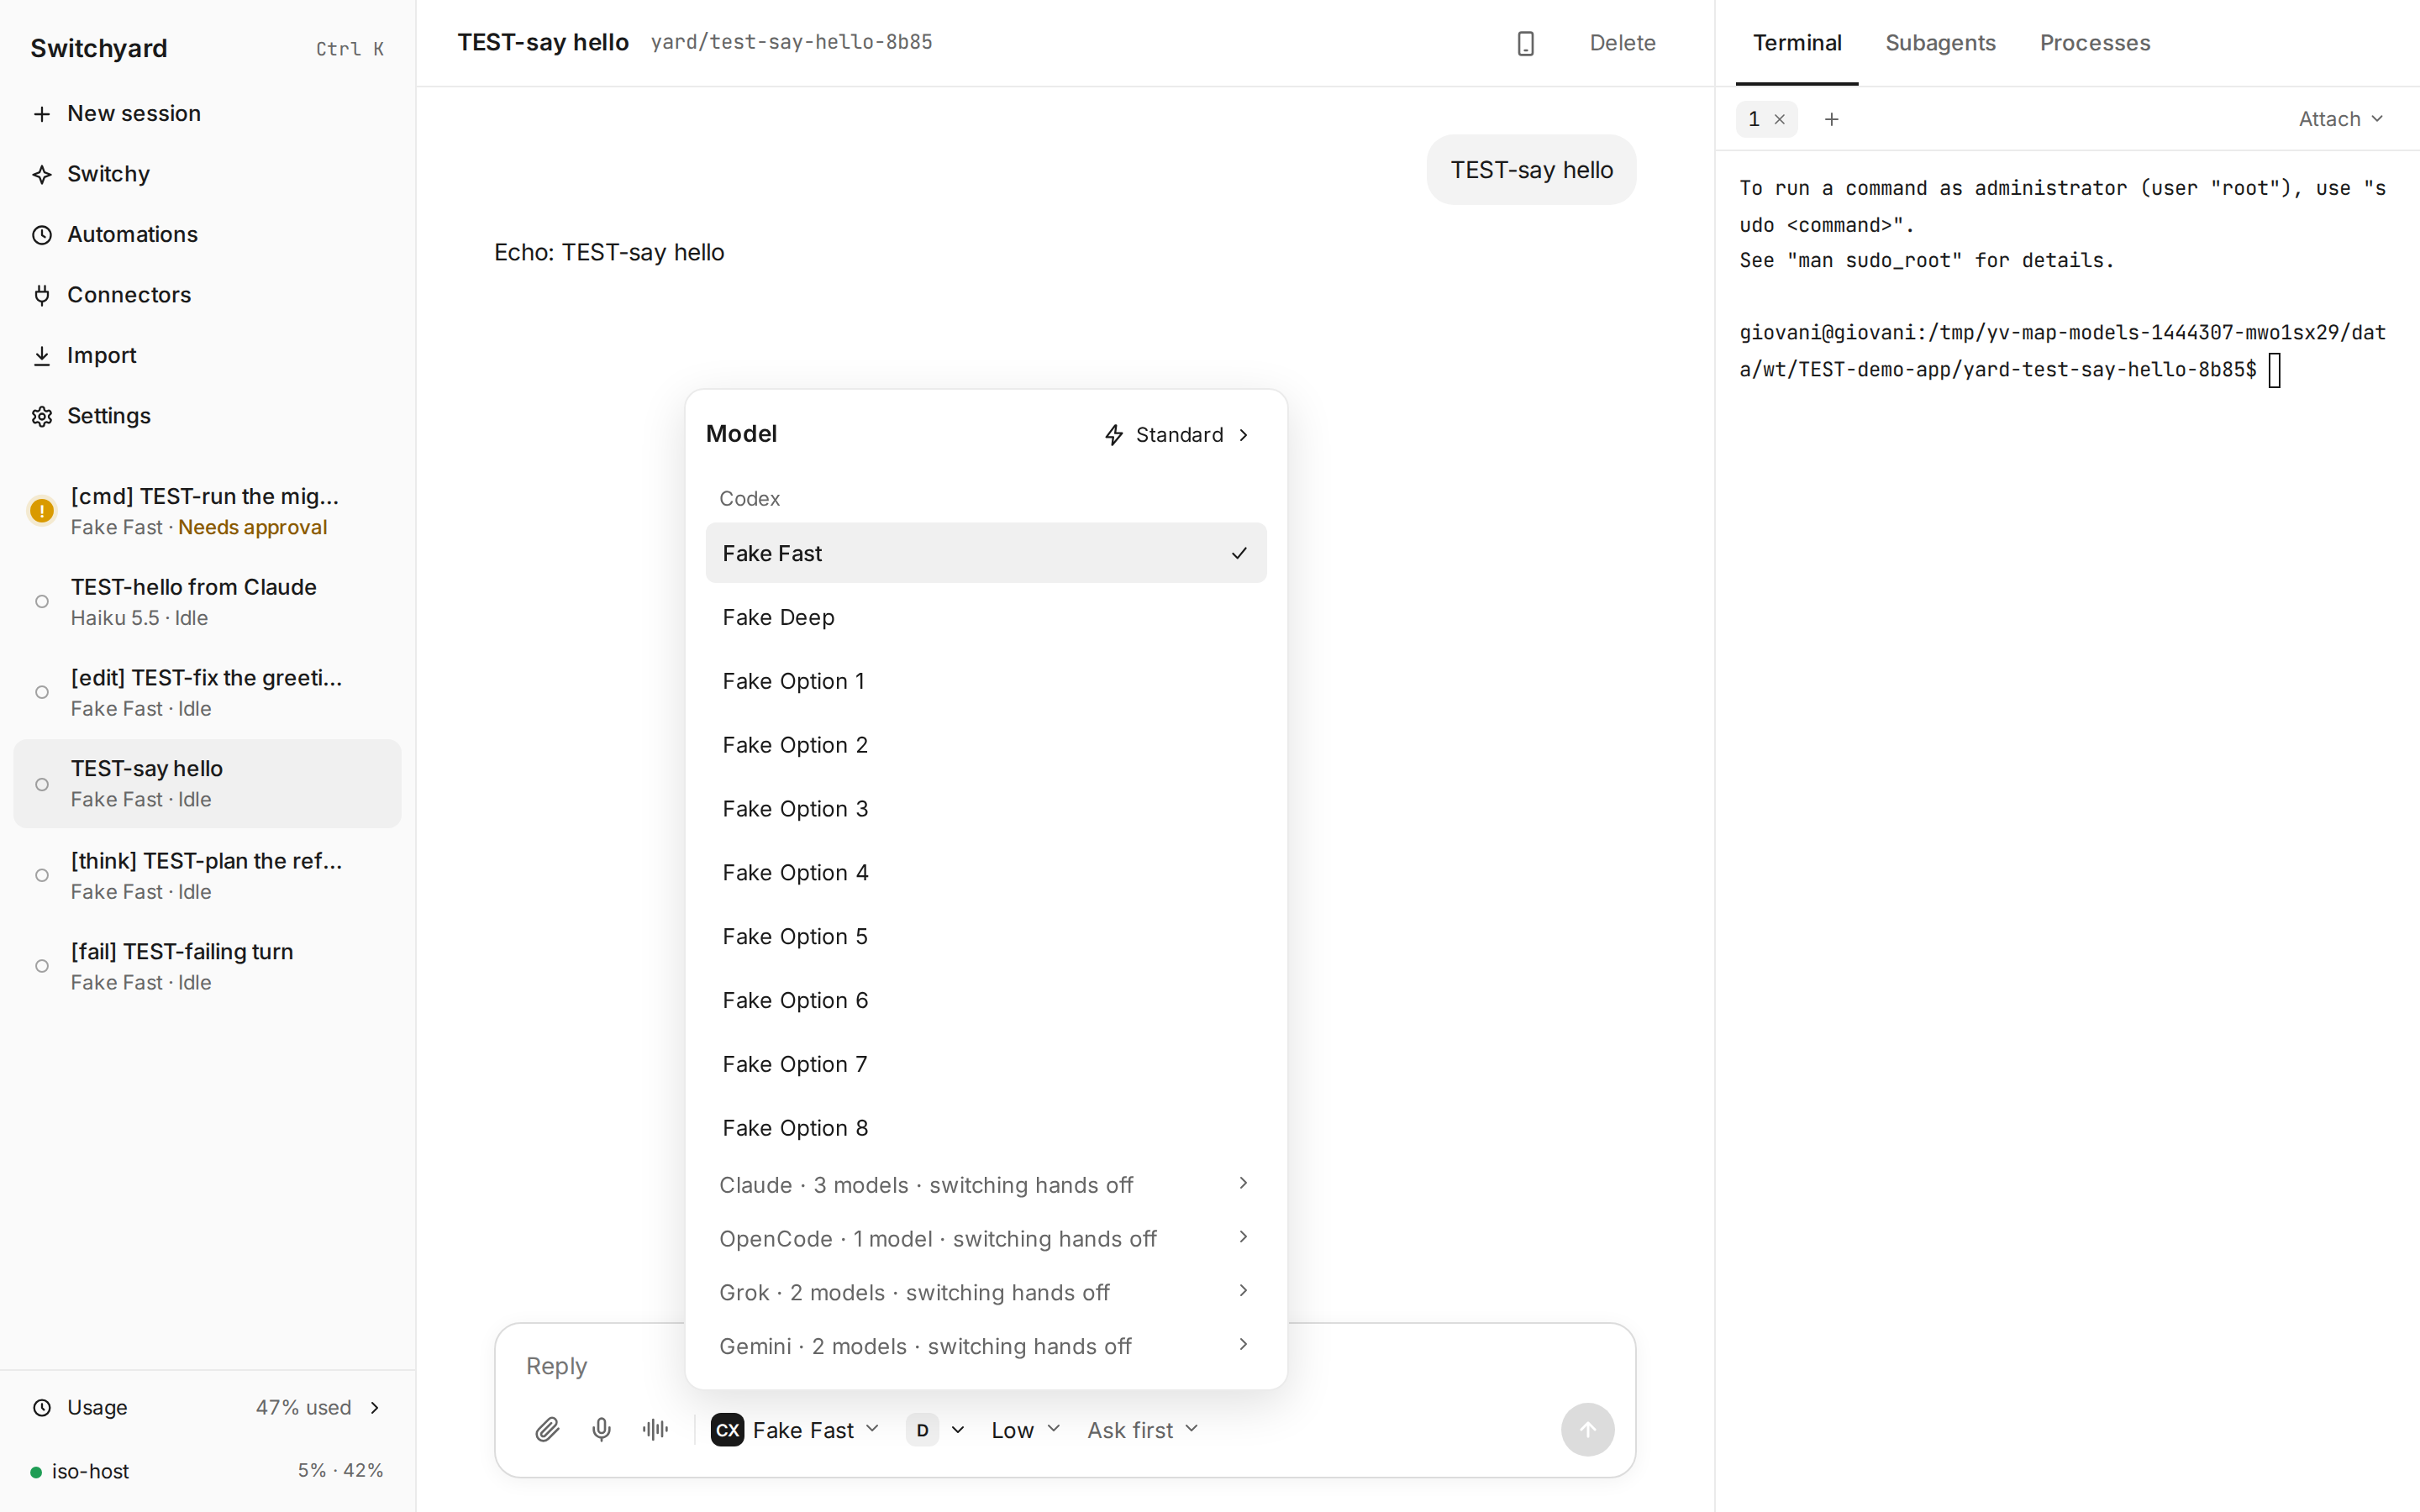 Switchyard
Ctrl K
New session
Switchy
Automations
Connectors
Import
Settings
[cmd] TEST-run the mig...
Fake Fast · Needs approval
TEST-hello from Claude
Haiku 5.5 · Idle
[edit] TEST-fix the greeti...
Fake Fast · Idle
TEST-say hello
Fake Fast · Idle
[think] TEST-plan the ref...
Fake Fast · Idle
[fail] TEST-failing turn
Fake Fast · Idle
Usage 47% used
iso-host 5% · 42%
TEST-say hello yard/test-say-hello-8b85
Delete
TEST-say hello
Echo: TEST-say hello
Model
Standard
Codex
Fake Fast
Fake Deep
Fake Option 1
Fake Option 2
Fake Option 3
Fake Option 4
Fake Option 5
Fake Option 6
Fake Option 7
Fake Option 8
Claude · 3 models · switching hands off
OpenCode · 1 model · switching hands off
Grok · 2 models · switching hands off
Gemini · 2 models · switching hands off
Reply
CX Fake Fast D Low Ask first
Terminal Subagents Processes
1 × +
Attach
To run a command as administrator (user "root"), use "s
udo <command>".
See "man sudo_root" for details.
giovani@giovani:/tmp/yv-map-models-1444307-mwo1sx29/dat
a/wt/TEST-demo-app/yard-test-say-hello-8b85$